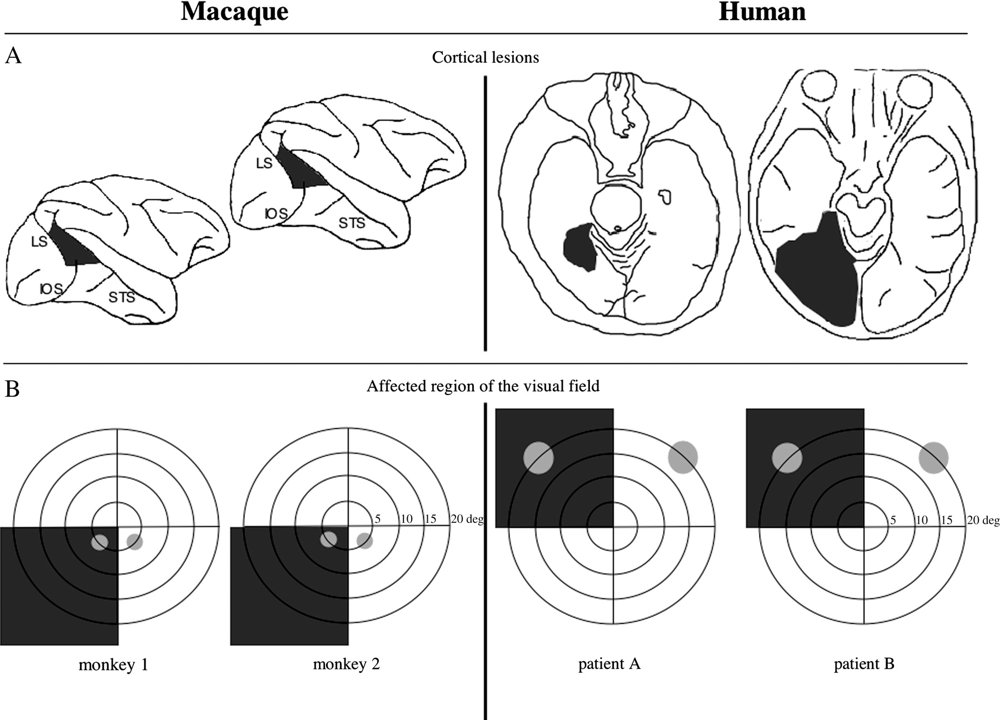 Macaque Human
A Cortical lesions
LS
IOS
STS
LS
IOS
STS
B Affected region of the visual field
5 10 15 20 deg
5 10 15 20 deg
monkey 1 monkey 2 patient A patient B